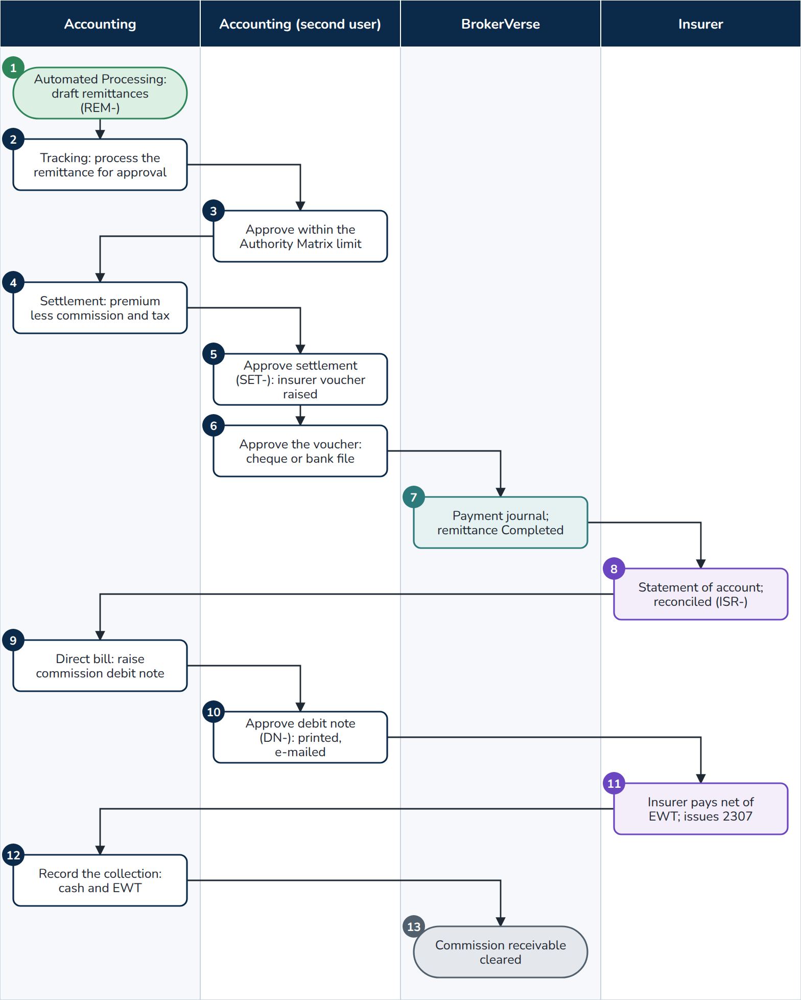 Accounting
Accounting (second user)
BrokerVerse
Insurer
1
Automated Processing:
draft remittances
(REM-)
2
Tracking: process the
remittance for approval
3
Approve within the
Authority Matrix limit
4
Settlement: premium
less commission and tax
5
Approve settlement
(SET-): insurer voucher
raised
6
Approve the voucher:
cheque or bank file
7
Payment journal;
remittance Completed
8
Statement of account;
reconciled (ISR-)
9
Direct bill: raise
commission debit note
10
Approve debit note
(DN-): printed,
e-mailed
11
Insurer pays net of
EWT; issues 2307
12
Record the collection:
cash and EWT
13
Commission receivable
cleared